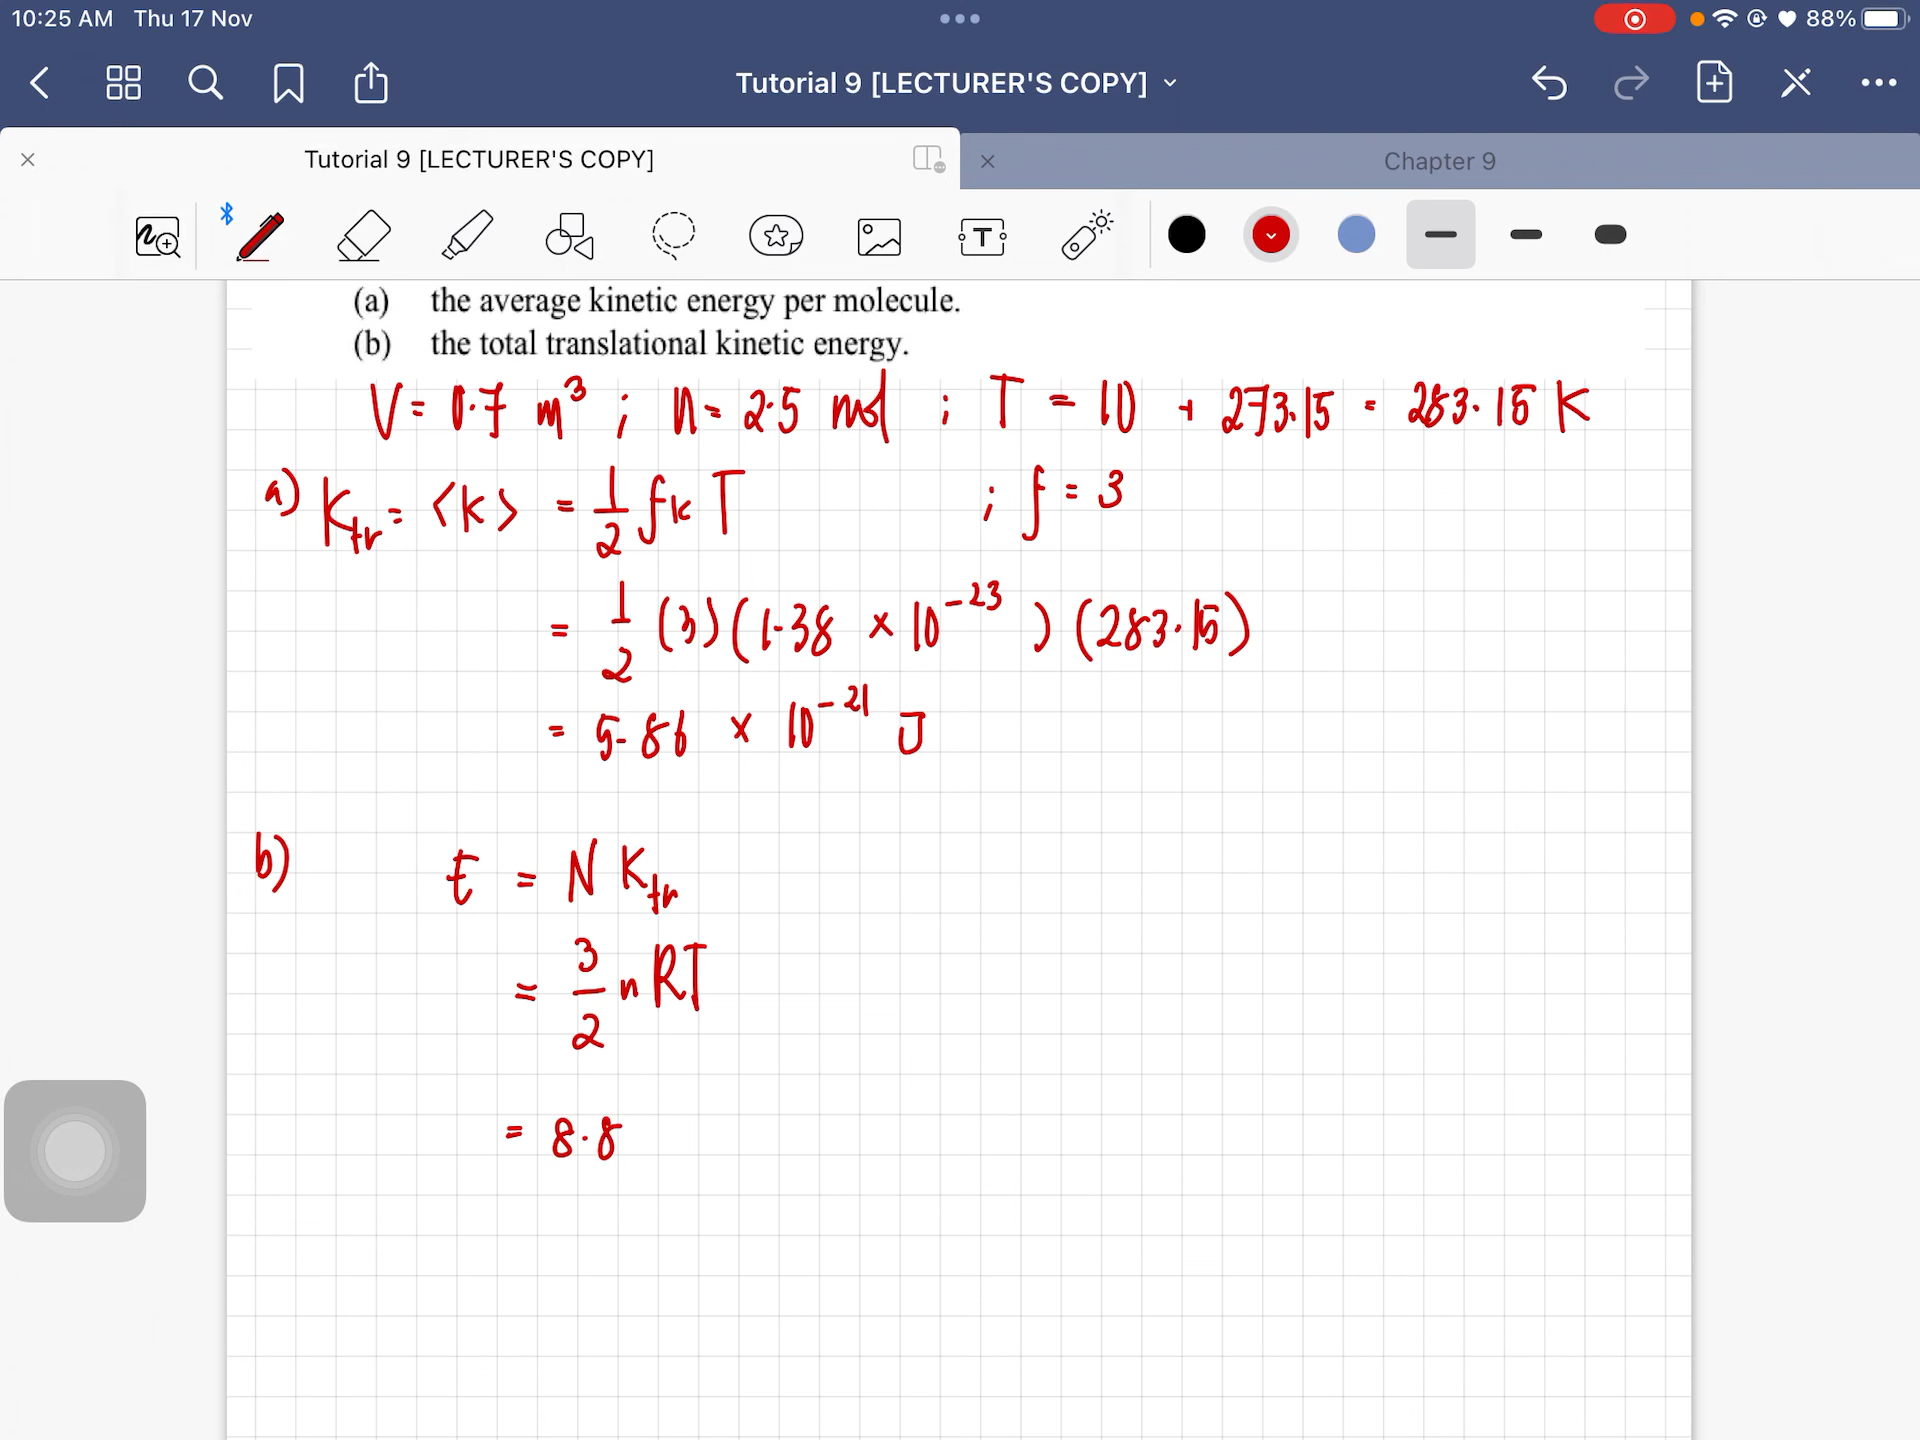 10:25 AM Thu 17 Nov
88%
Tutorial 9 [LECTURER'S COPY]
Tutorial 9 [LECTURER'S COPY]
Chapter 9
T
(a) the average kinetic energy per molecule.
(b) the total translational kinetic energy.
V = 0.7 m³ ; n = 2.5 mol ; T = 10 + 273.15 = 283.15 K
a) K_tr = <K> = 1/2 fkT ; f = 3
= 1/2 (3)(1.38 × 10⁻²³)(283.15)
= 5.86 × 10⁻²¹ J
b) E = N K_tr
= 3/2 nRT
= 8.8